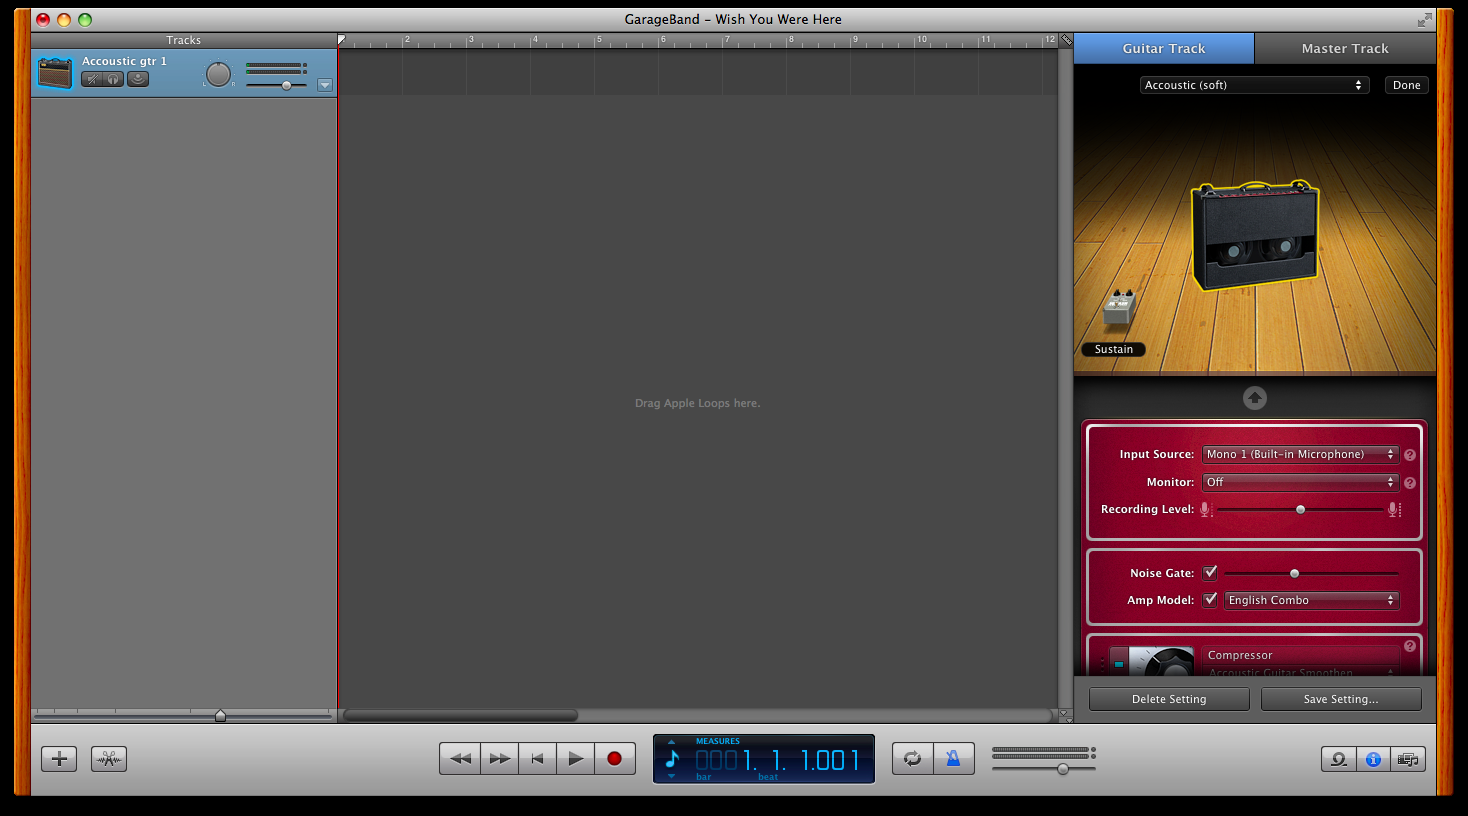 GarageBand - Wish You Were Here
Tracks
2 3 4 5 6 7 8 9 10 11 12
Accoustic gtr 1
L R
Guitar Track
Master Track
Accoustic (soft)
Done
Sustain
Drag Apple Loops here.
Input Source: Mono 1 (Built-in Microphone) ?
Monitor: Off ?
Recording Level:
Noise Gate:
Amp Model: English Combo
?
Compressor
Accoustic Guitar Smoothen
Delete Setting
Save Setting...
MEASURES
0001. 1. 1.001
bar beat
i